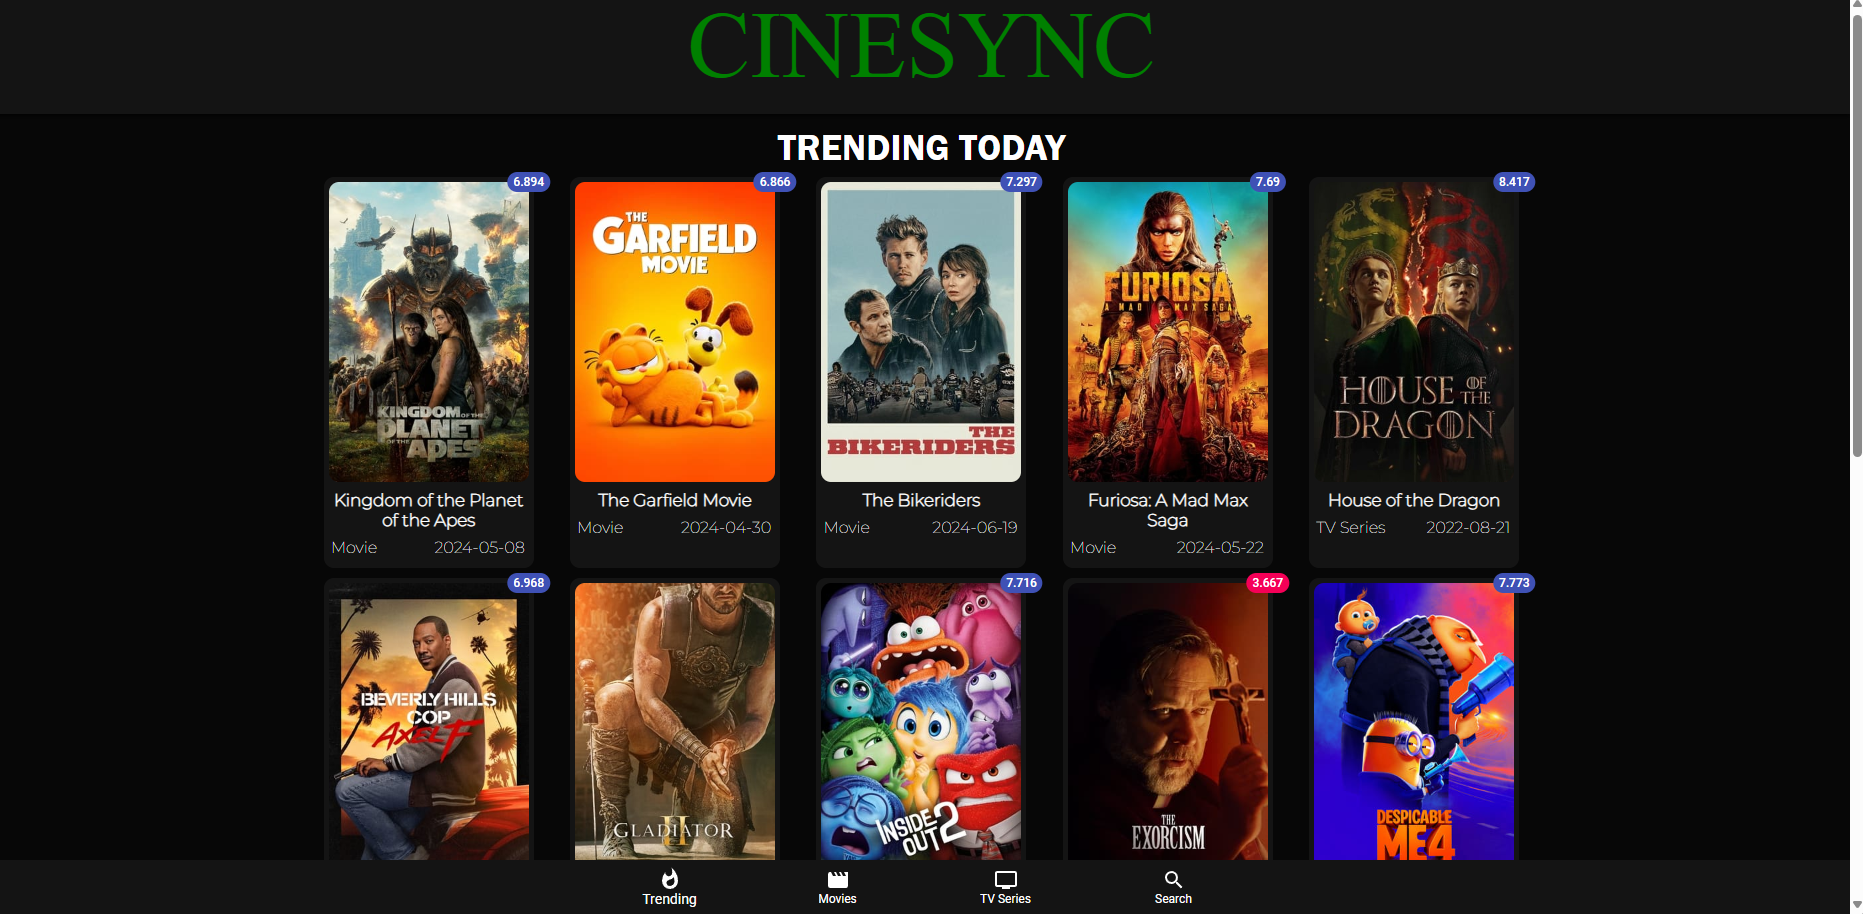 CINESYNC
TRENDING TODAY
6.894
6.866
7.297
7.69
8.417
KINGDOM OF THE
PLANET
OF THE
APES
THE
GARFIELD
MOVIE
THE
BIKERIDERS
FURIOSA
A MAD MAX SAGA
HOUSE OF THE
DRAGON
Kingdom of the Planet
of the Apes
Movie 2024-05-08
The Garfield Movie
Movie 2024-04-30
The Bikeriders
Movie 2024-06-19
Furiosa: A Mad Max
Saga
Movie 2024-05-22
House of the Dragon
TV Series 2022-08-21
6.968
7.716
3.667
7.773
BEVERLY HILLS
COP
AXEL F
GLADIATOR
II
INSIDE
OUT 2
THE
EXORCISM
DESPICABLE
ME 4
Trending
Movies
TV Series
Search